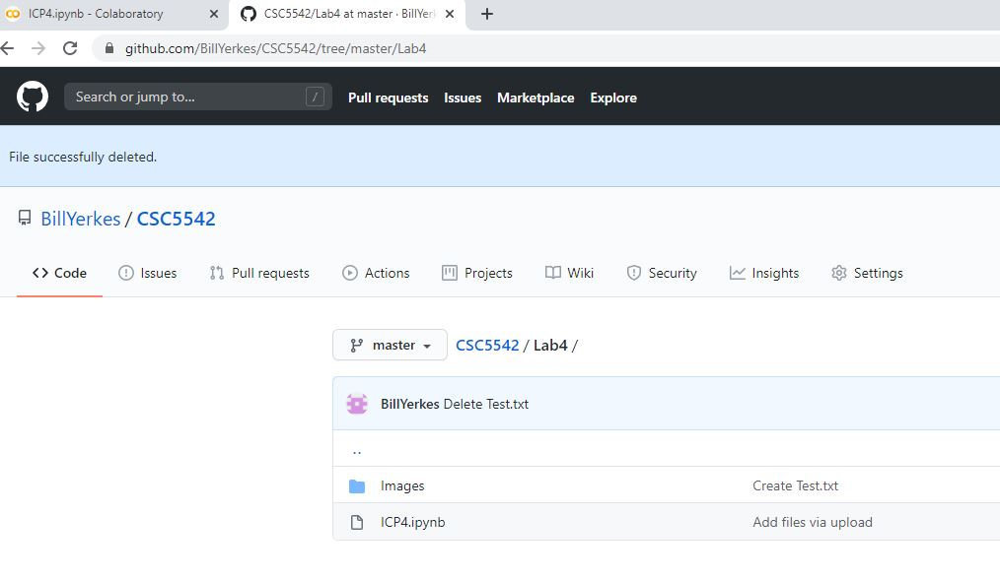 ICP4.ipynb - Colaboratory
CSC5542/Lab4 at master · BillYerk
github.com/BillYerkes/CSC5542/tree/master/Lab4
Search or jump to... / Pull requests Issues Marketplace Explore
File successfully deleted.
BillYerkes / CSC5542
Code Issues Pull requests Actions Projects Wiki Security Insights Settings
master CSC5542 / Lab4 /
BillYerkes Delete Test.txt
..
Images Create Test.txt
ICP4.ipynb Add files via upload